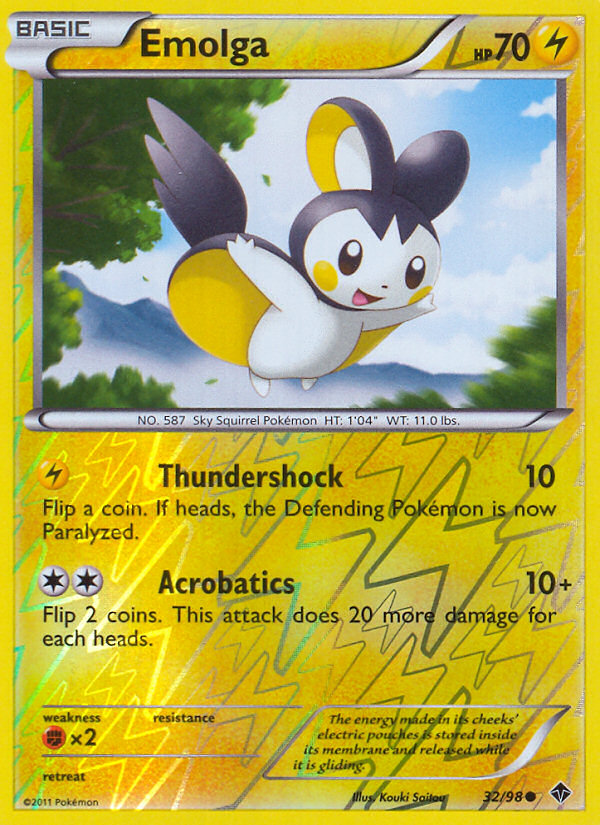 BASIC
Emolga
HP70
NO. 587 Sky Squirrel Pokémon HT: 1'04" WT: 11.0 lbs.
Thundershock 10
Flip a coin. If heads, the Defending Pokémon is now
Paralyzed.
Acrobatics 10+
Flip 2 coins. This attack does 20 more damage for
each heads.
weakness resistance
×2
The energy made in its cheeks'
electric pouches is stored inside
its membrane and released while
it is gliding.
retreat
©2011 Pokémon
Illus. Kouki Saitou 32/98